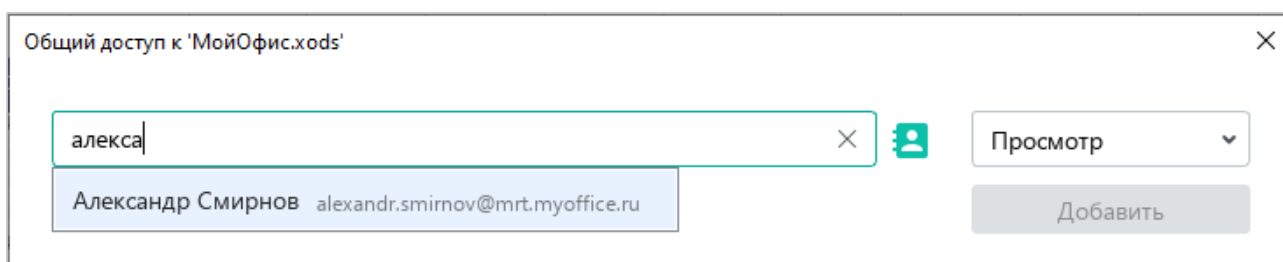 Общий доступ к 'МойОфис.xods'
алекса
Просмотр
Александр Смирнов alexandr.smirnov@mrt.myoffice.ru
Добавить